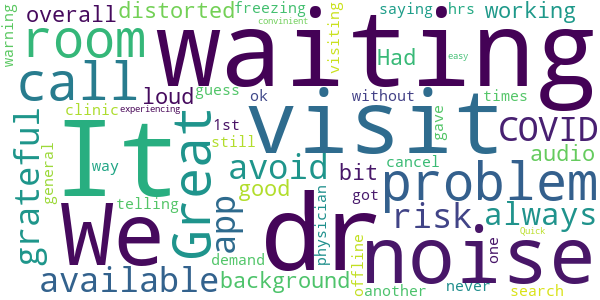 warning
overall
distorted
freezing
convinient
visiting
saying
hrs
working
room
waiting
Had
easy
call
loud
guess
ok
without
times
experiencing
grateful
clinic
It
Great
1st
visit
gave
COVID
still
general
way
avoid
bit
cancel
audio
We
telling
app
good
dr
physician
got
problem
risk
always
available
demand
background
offline
another
noise
never
one
Quick
search